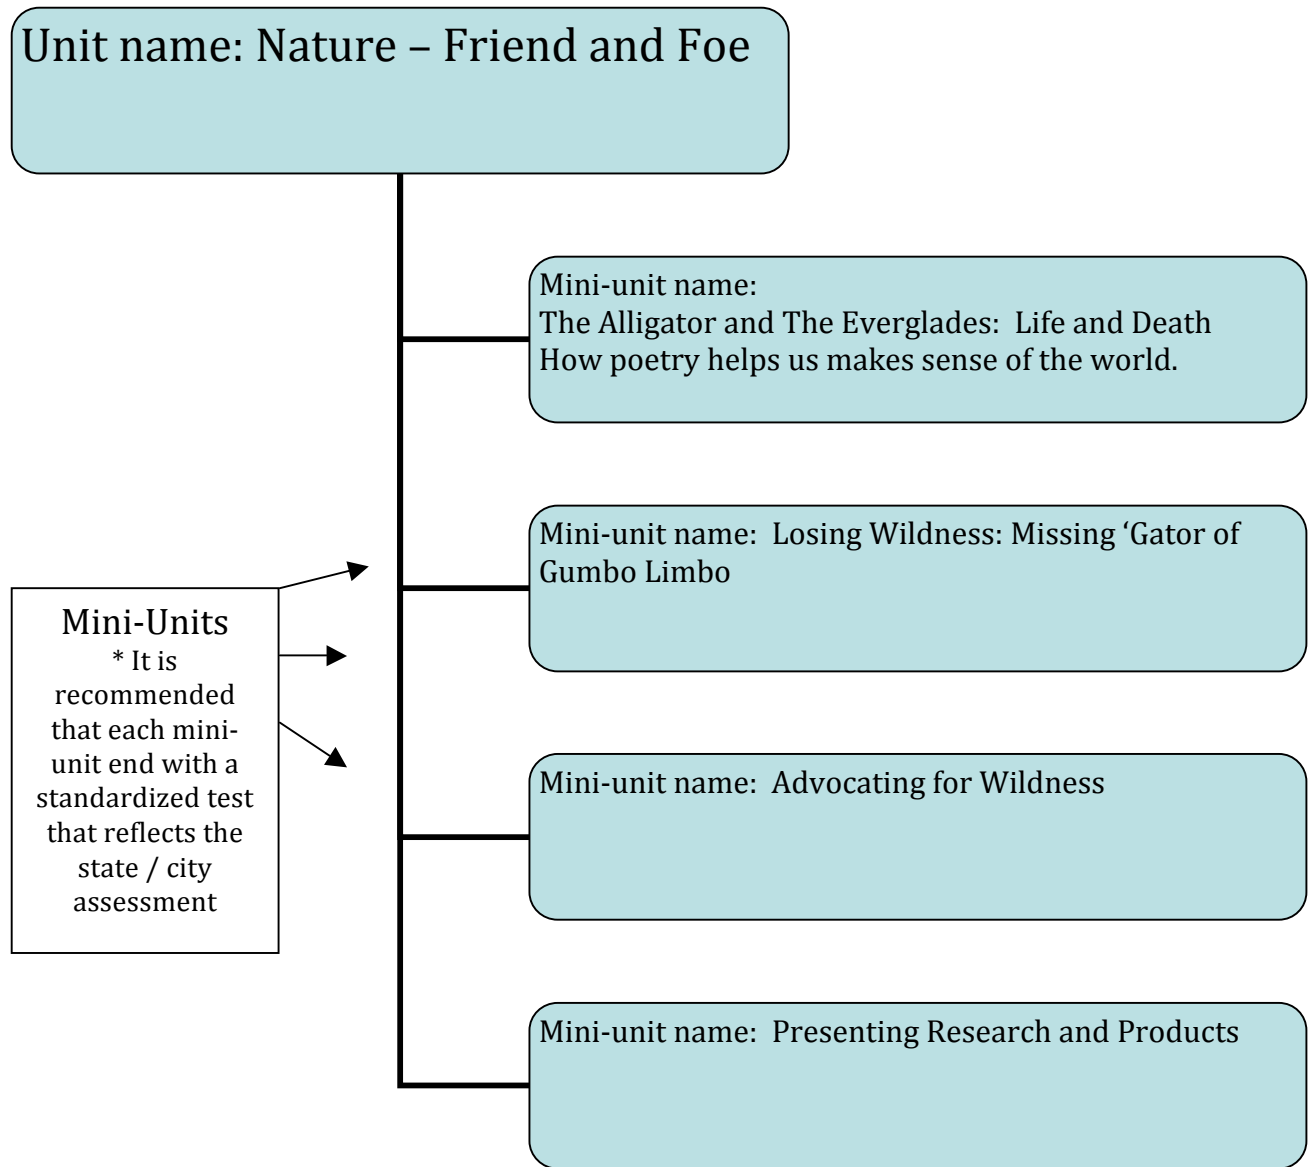 Unit name: Nature – Friend and Foe
Mini-unit name:
The Alligator and The Everglades:  Life and Death
How poetry helps us makes sense of the world.
Mini-unit name:  Losing Wildness: Missing ‘Gator of
Gumbo Limbo
Mini-Units
* It is
recommended
that each mini-
unit end with a
standardized test
that reflects the
state / city
assessment
Mini-unit name:  Advocating for Wildness
Mini-unit name:  Presenting Research and Products